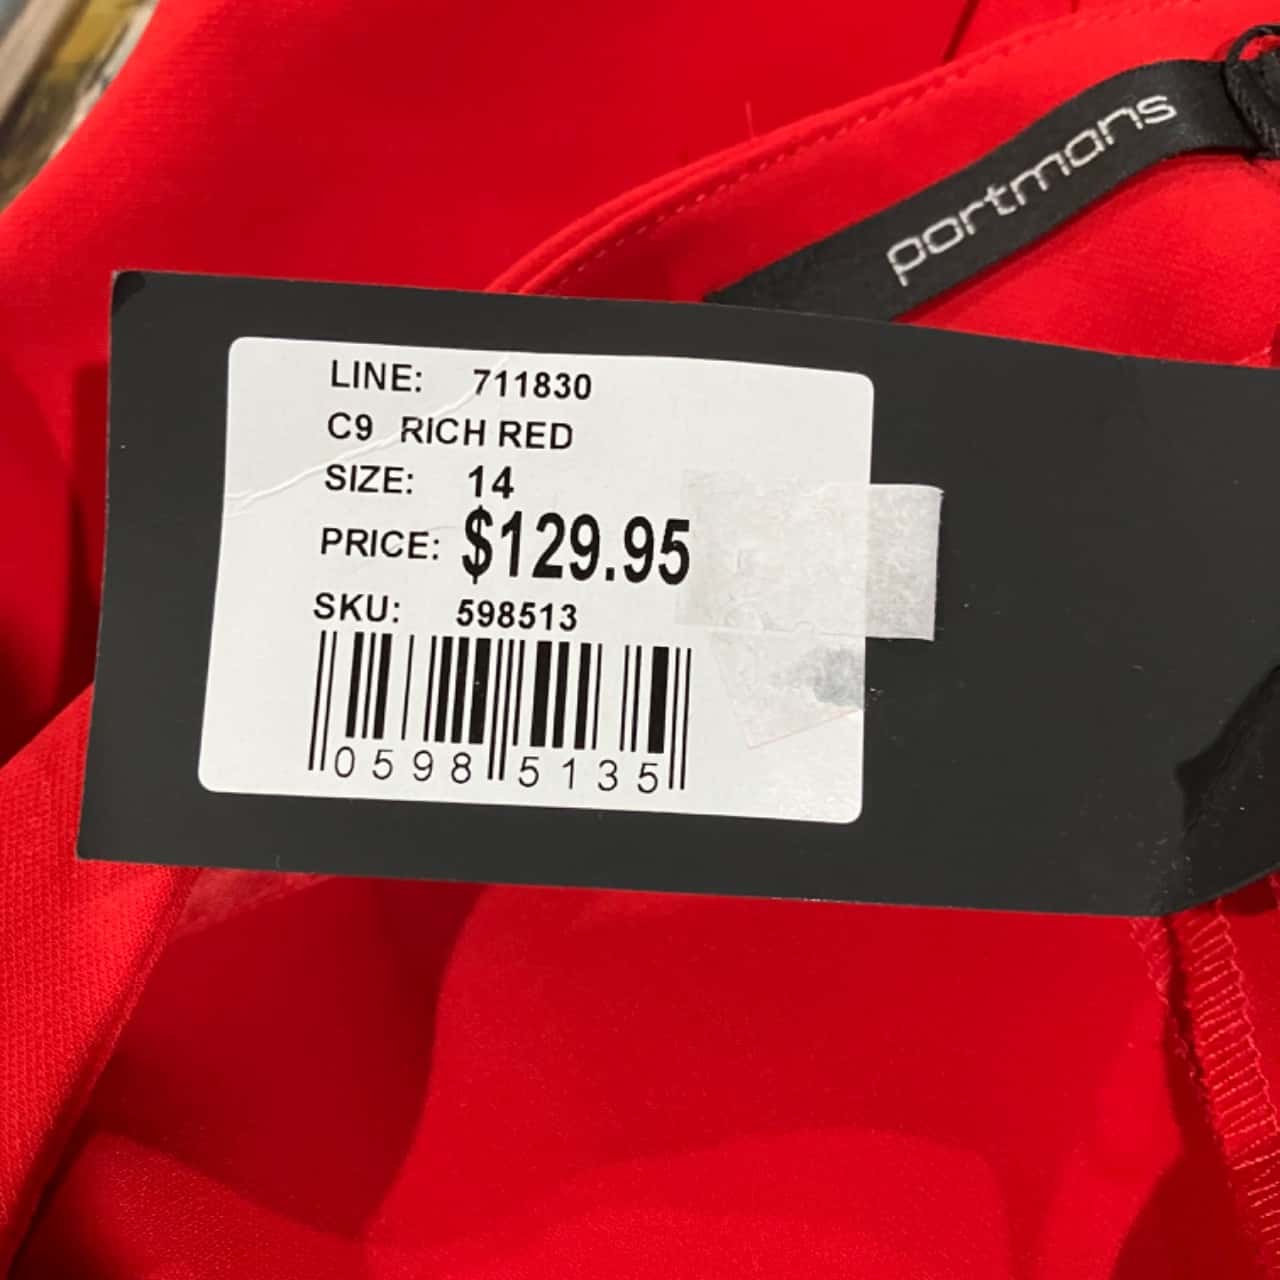 portmans
LINE: 711830
C9 RICH RED
SIZE: 14
PRICE: $129.95
SKU: 598513
0598 5135